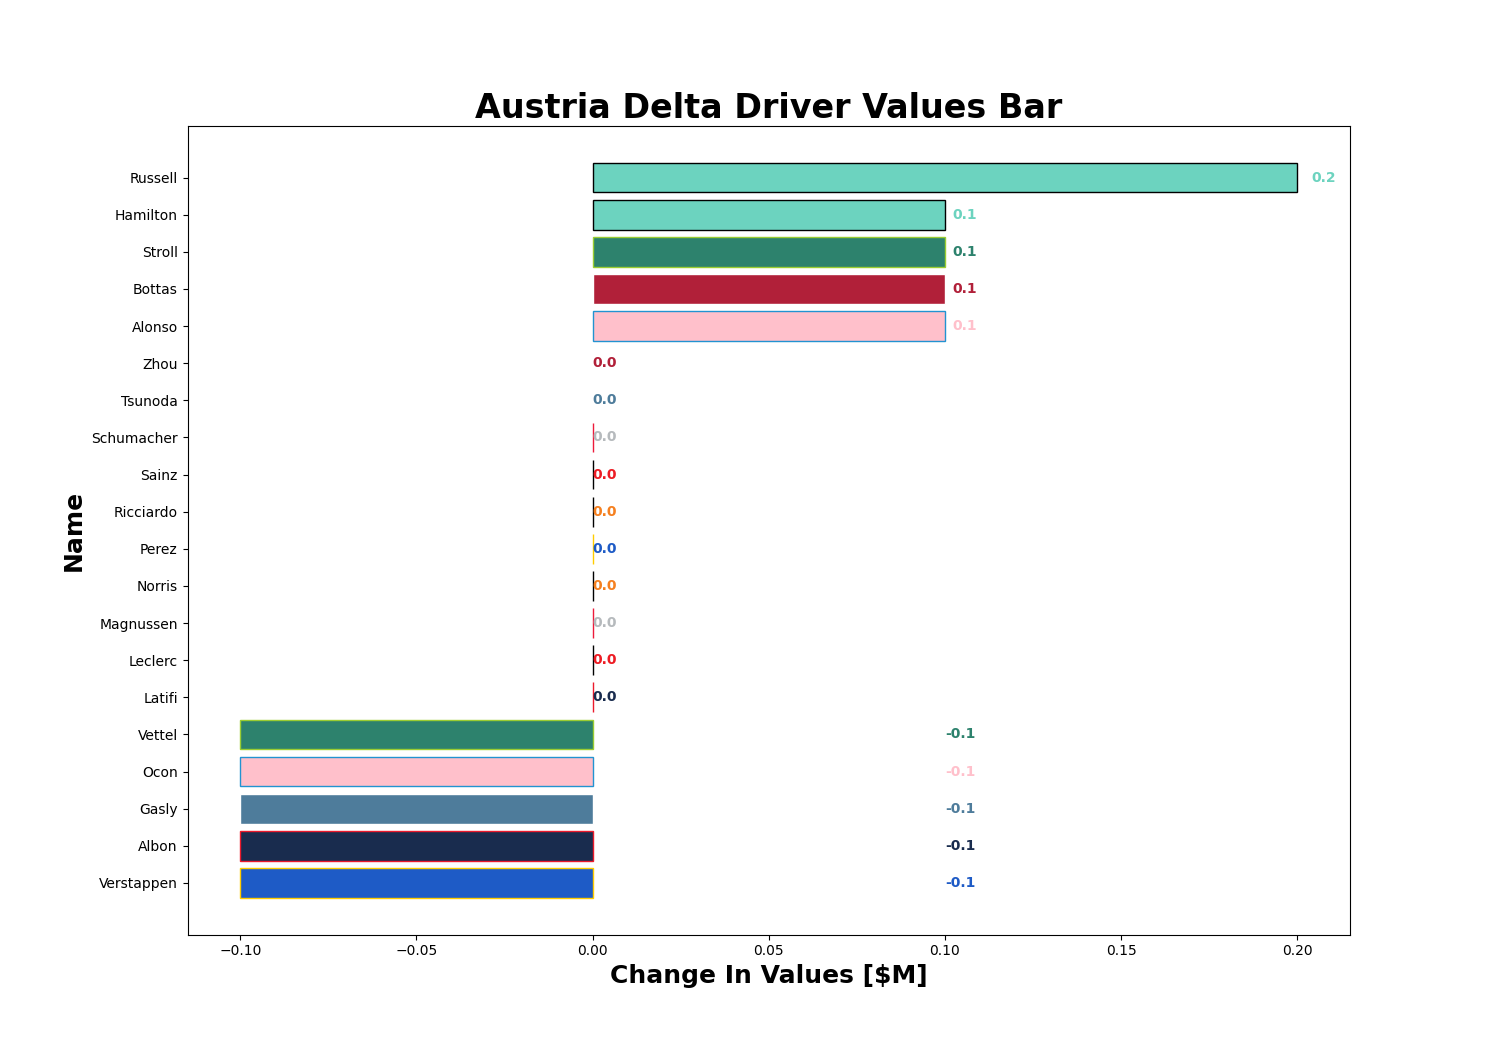 Austria Delta Driver Values Bar
Russell 0.2
Hamilton 0.1
Stroll 0.1
Bottas 0.1
Alonso 0.1
Zhou 0.0
Tsunoda 0.0
Schumacher 0.0
Sainz 0.0
Ricciardo 0.0
Perez 0.0
Norris 0.0
Magnussen 0.0
Leclerc 0.0
Latifi 0.0
Vettel -0.1
Ocon -0.1
Gasly -0.1
Albon -0.1
Verstappen -0.1
Name
−0.10 −0.05 0.00 0.05 0.10 0.15 0.20
Change In Values [$M]